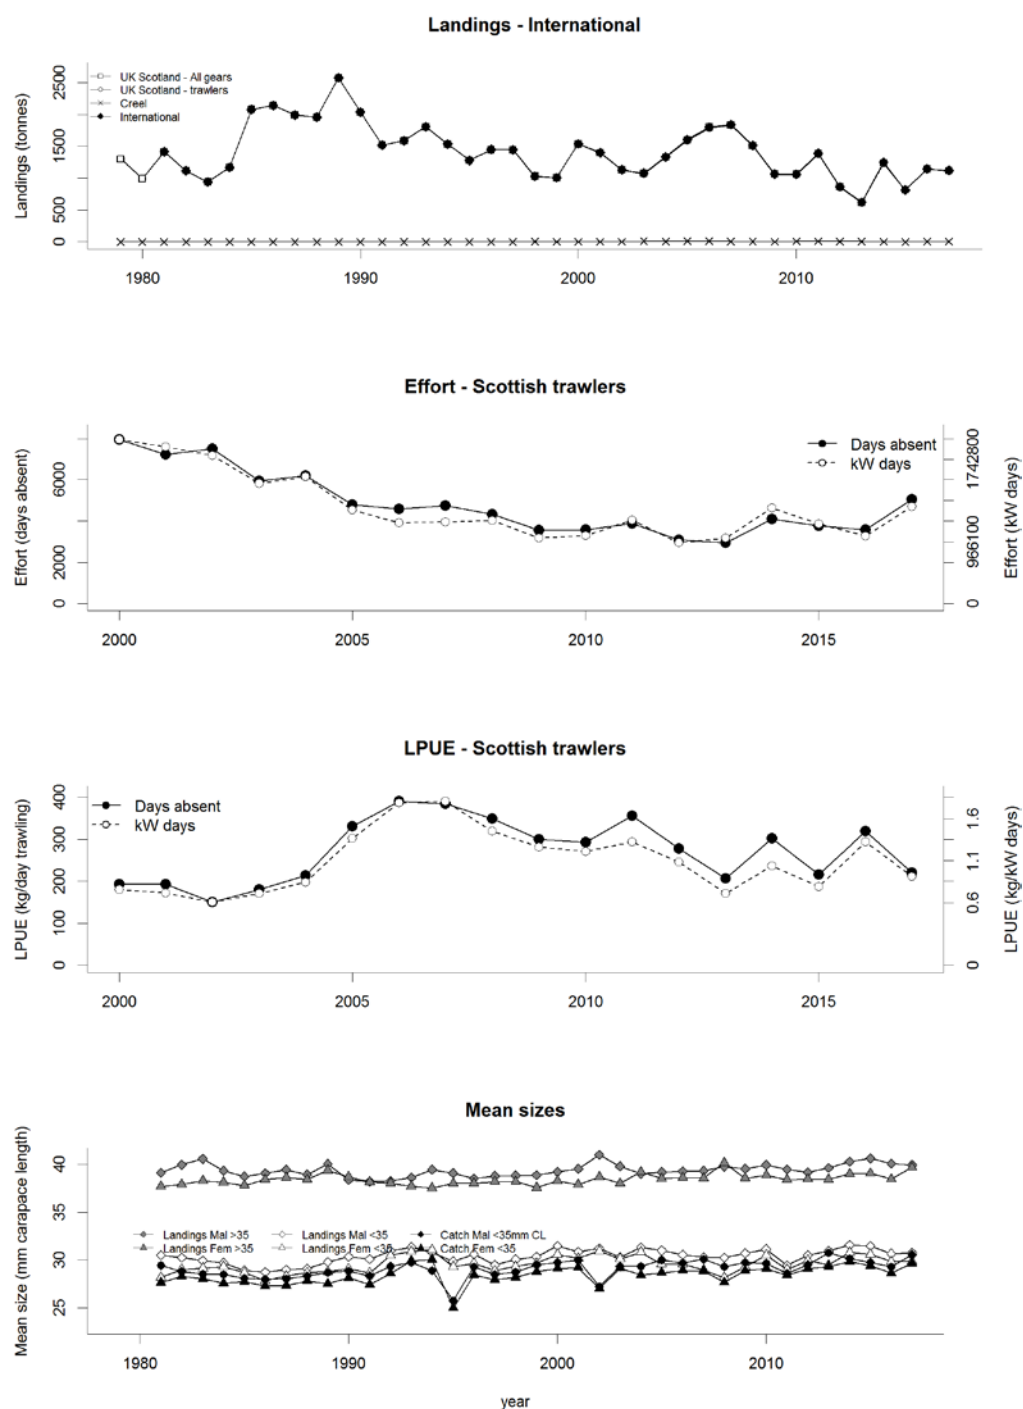 Landings - International
Landings (tonnes)
2500
1500
500
0
UK Scotland - All gears
UK Scotland - trawlers
Creel
International
1980 1990 2000 2010
Effort - Scottish trawlers
Effort (days absent)
6000
2000
0
Days absent
kW days
1742800
966100
0
Effort (kW days)
2000 2005 2010 2015
LPUE - Scottish trawlers
LPUE (kg/day trawling)
400
300
200
100
0
Days absent
kW days
1.6
1.1
0.6
0
LPUE (kg/kW days)
2000 2005 2010 2015
Mean sizes
Mean size (mm carapace length)
40
35
30
25
Landings Mal >35 Landings Mal <35 Catch Mal <35mm CL
Landings Fem >35 Landings Fem <35 Catch Fem <35
1980 1990 2000 2010
year